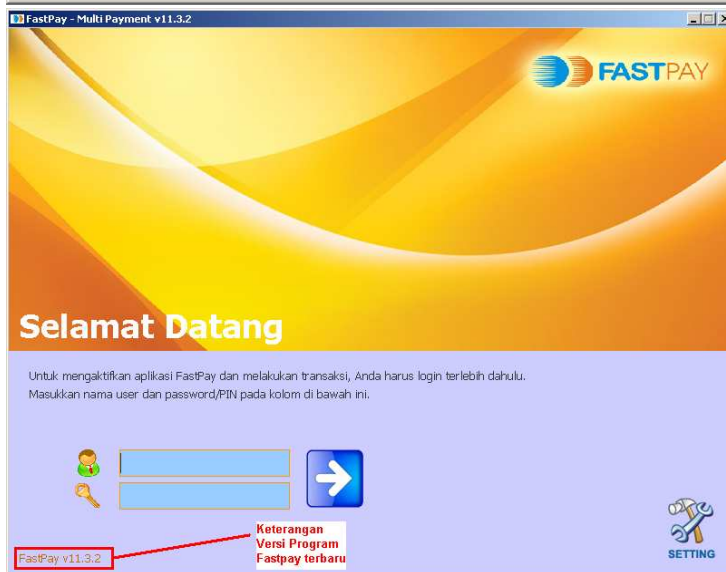 FastPay - Multi Payment v11.3.2
FASTPAY
Selamat Datang
Untuk mengaktifkan aplikasi FastPay dan melakukan transaksi, Anda harus login terlebih dahulu.
Masukkan nama user dan password/PIN pada kolom di bawah ini.
Keterangan
Versi Program
Fastpay terbaru
FastPay v11.3.2
SETTING